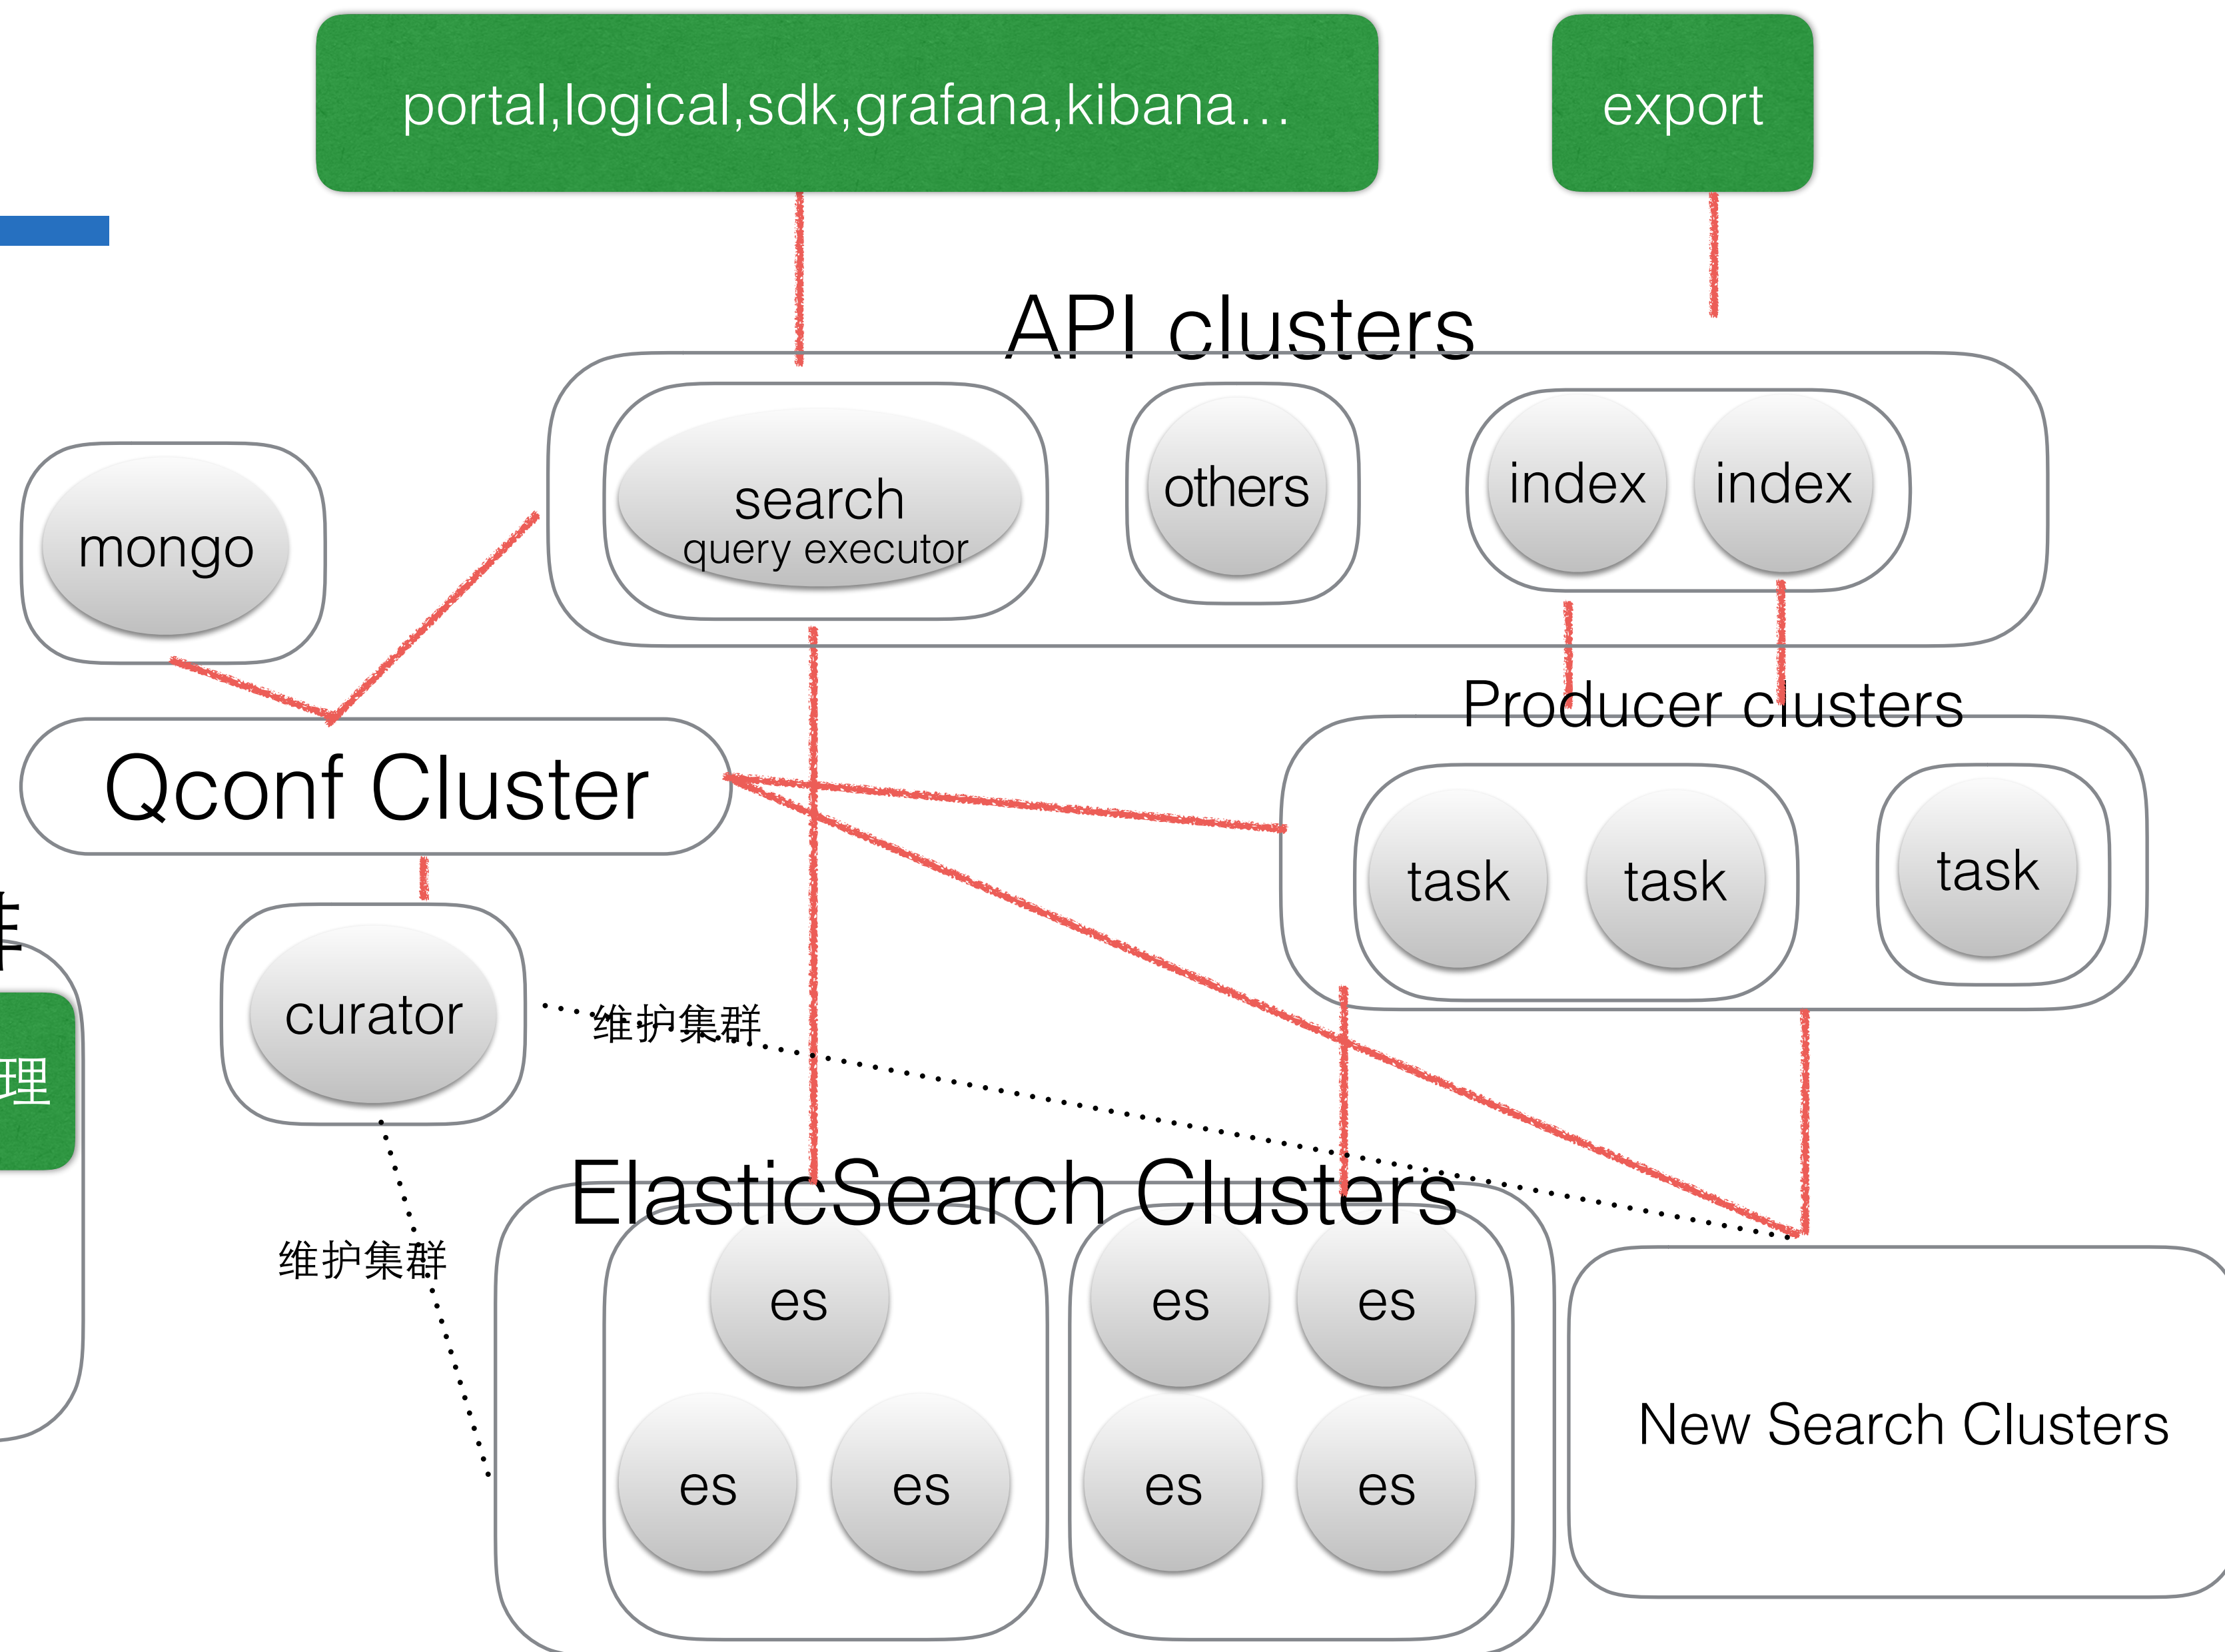 portal,logical,sdk,grafana,kibana…
export
API clusters
search
query executor
others
index
index
mongo
Producer clusters
Qconf Cluster
task
task
task
curator
维护集群
理
维护集群
ElasticSearch Clusters
es
es
es
es
es
es
es
New Search Clusters